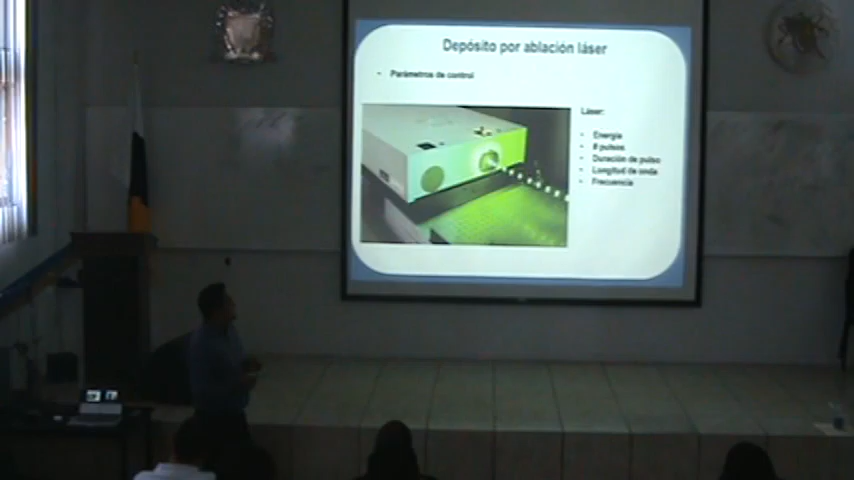 Depósito por ablación láser
• Parámetros de control
Láser:
• Energía
• # pulsos
• Duración de pulso
• Longitud de onda
• Frecuencia